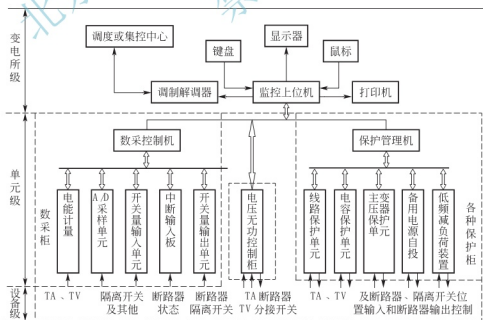 北京
变电所级
调度或集控中心
显示器
键盘
鼠标
调制解调器
监控上位机
打印机
单元级
数采控制机
保护管理机
数采柜
电能计量
A/D采样单元
开关量输入单元
中断输入板
开关量输出单元
电压无功控制柜
线路保护单元
电容保护单元
主变压器保护单元
备用电源自投
低频减负荷装置
各种保护柜
设备级
TA、TV
隔离开关及其他
断路器状态
断路器隔离开关
TA 断路器
TV 分接开关
TA、TV
及断路器、隔离开关位
置输入和断路器输出控制